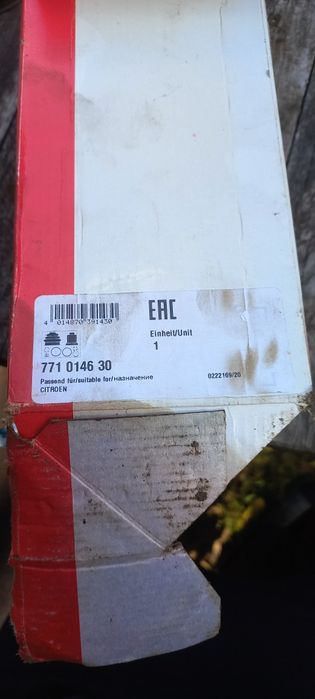 4 014870 391430
EAC
Einheit/Unit
1
771 0146 30
Passend für/suitable for/назначение
CITROEN
0222169/20